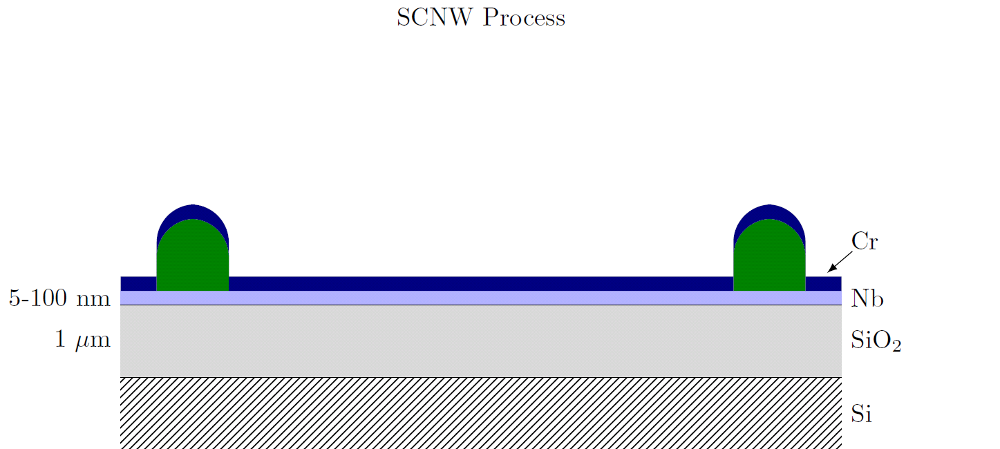 SCNW Process
Cr
5-100 nm
Nb
1 μm
SiO₂
Si